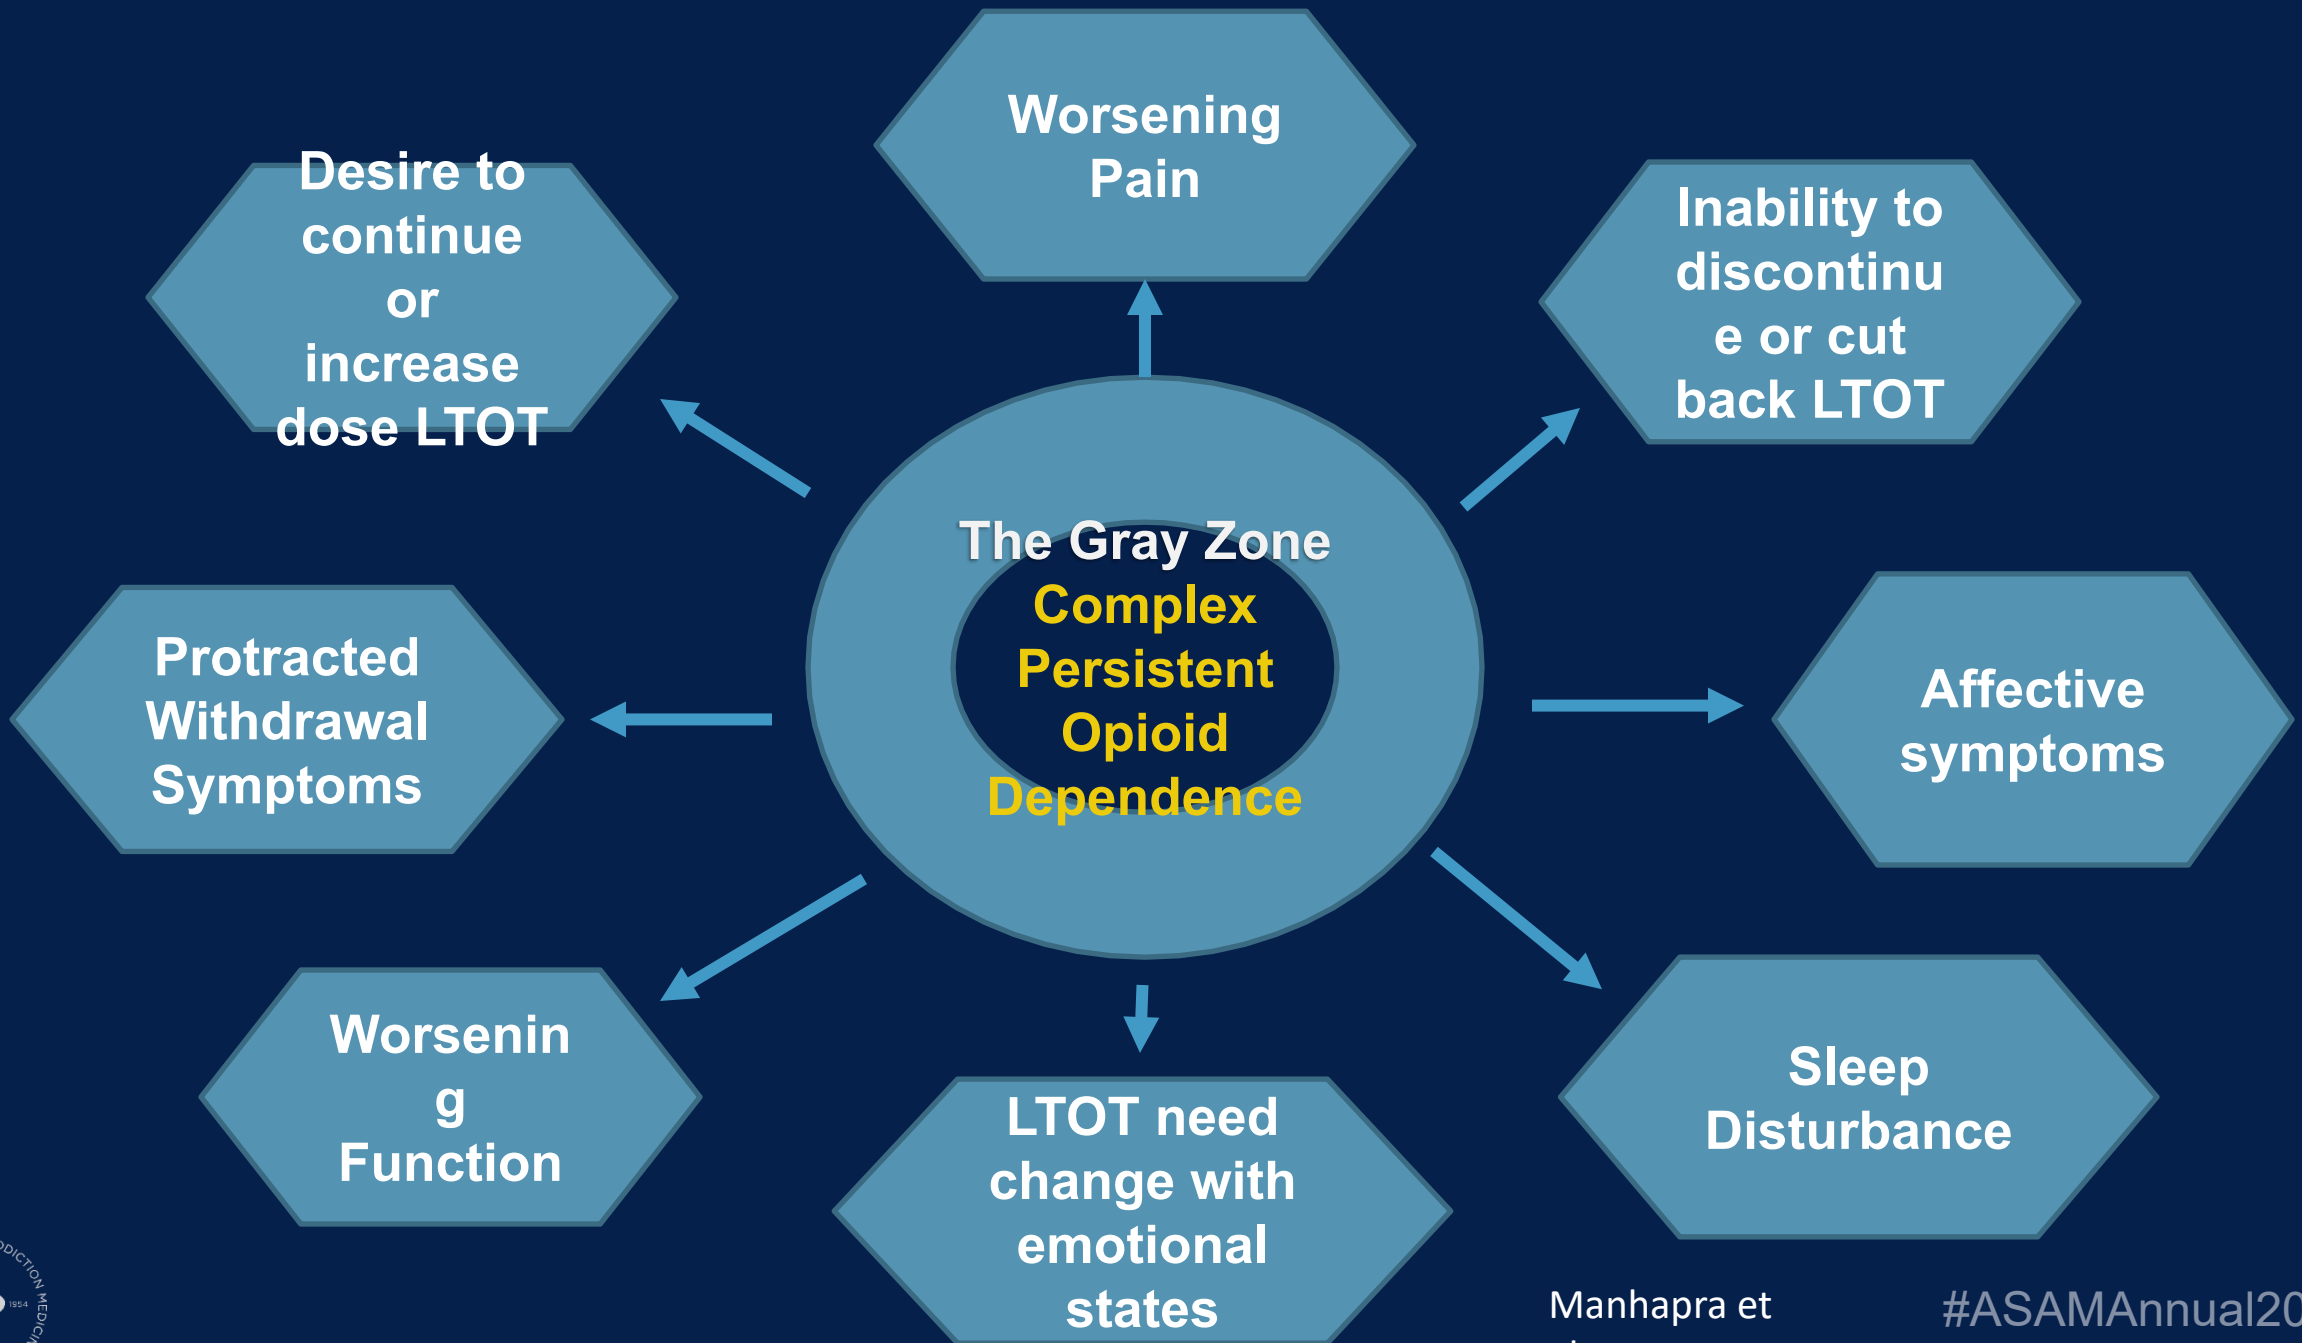 Worsening
Pain
Desire to
continue
or
increase
dose LTOT
Inability to
discontinu
e or cut
back LTOT
The Gray Zone
Complex
Persistent
Opioid
Dependence
Protracted
Withdrawal
Symptoms
Affective
symptoms
Worsenin
g
Function
LTOT need
change with
emotional
states
Sleep
Disturbance
1954
Manhapra et
#ASAMAnnual20